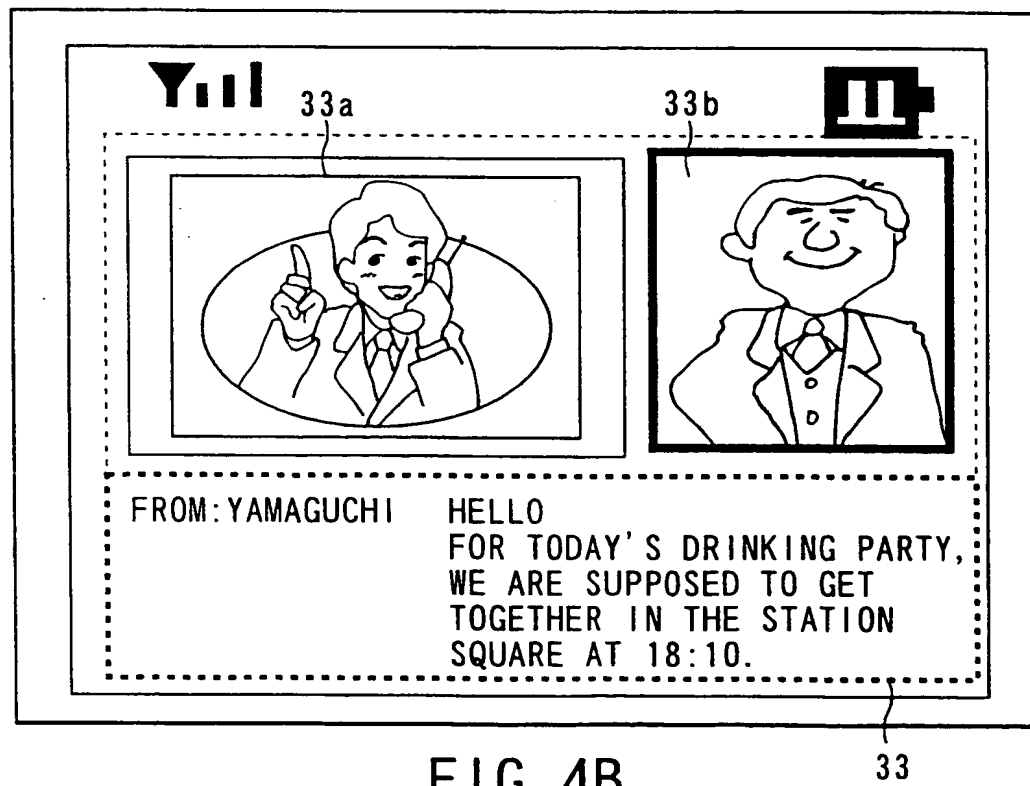 33a
33b
FROM:YAMAGUCHI HELLO
FOR TODAY'S DRINKING PARTY,
WE ARE SUPPOSED TO GET
TOGETHER IN THE STATION
SQUARE AT 18:10.
33
FIG. 4B